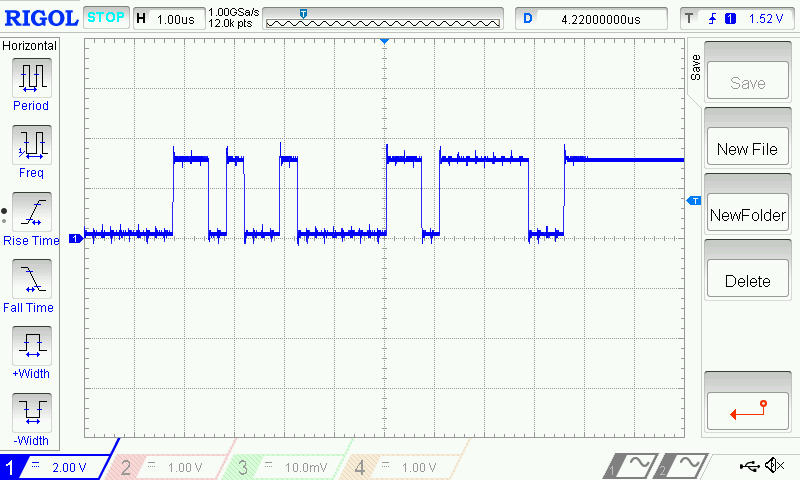 RIGOL STOP H 1.00us 1.00GSa/s D 4.22000000us T 1 1.52 V
12.0k pts
T
Horizontal
Period
Freq
Rise Time
Fall Time
+Width
-Width
1
T
Save
Save
New File
NewFolder
Delete
1 2.00 V 2 1.00 V 3 10.0mV 4 1.00 V 1 2